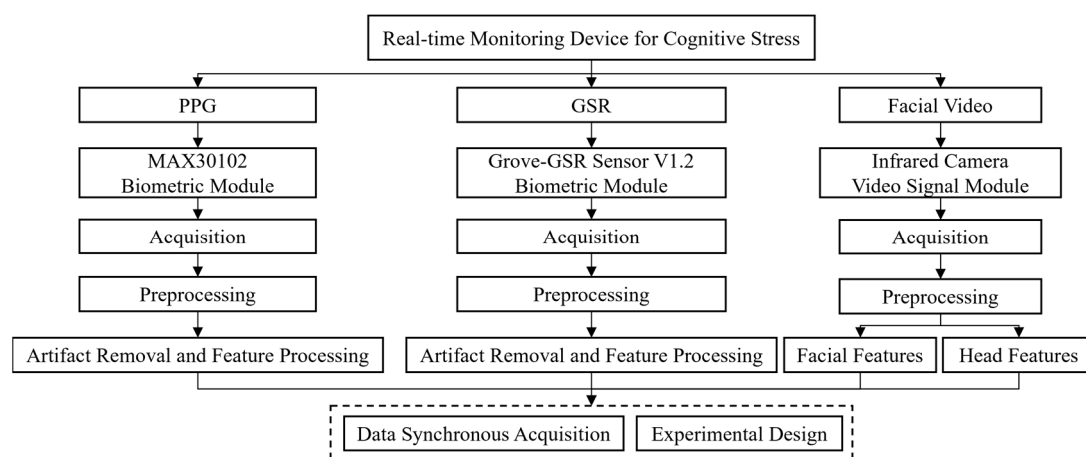 Real-time Monitoring Device for Cognitive Stress
PPG
GSR
Facial Video
MAX30102
Biometric Module
Grove-GSR Sensor V1.2
Biometric Module
Infrared Camera
Video Signal Module
Acquisition
Acquisition
Acquisition
Preprocessing
Preprocessing
Preprocessing
Artifact Removal and Feature Processing
Artifact Removal and Feature Processing
Facial Features
Head Features
Data Synchronous Acquisition
Experimental Design